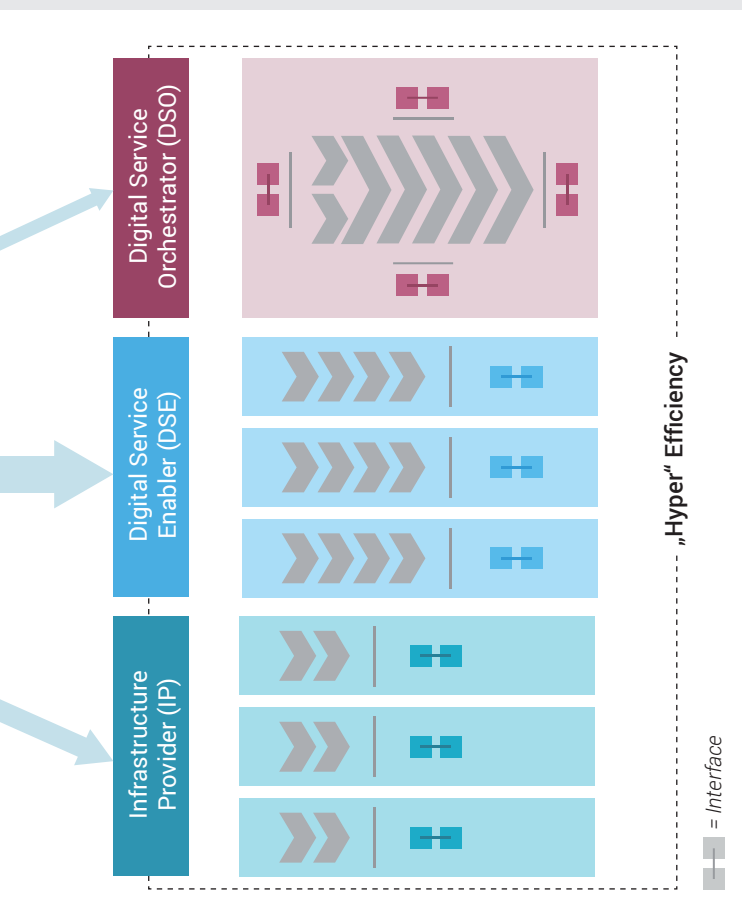 Digital Service
Orchestrator (DSO)
Digital Service
Enabler (DSE)
Infrastructure
Provider (IP)
„Hyper“ Efficiency
= Interface